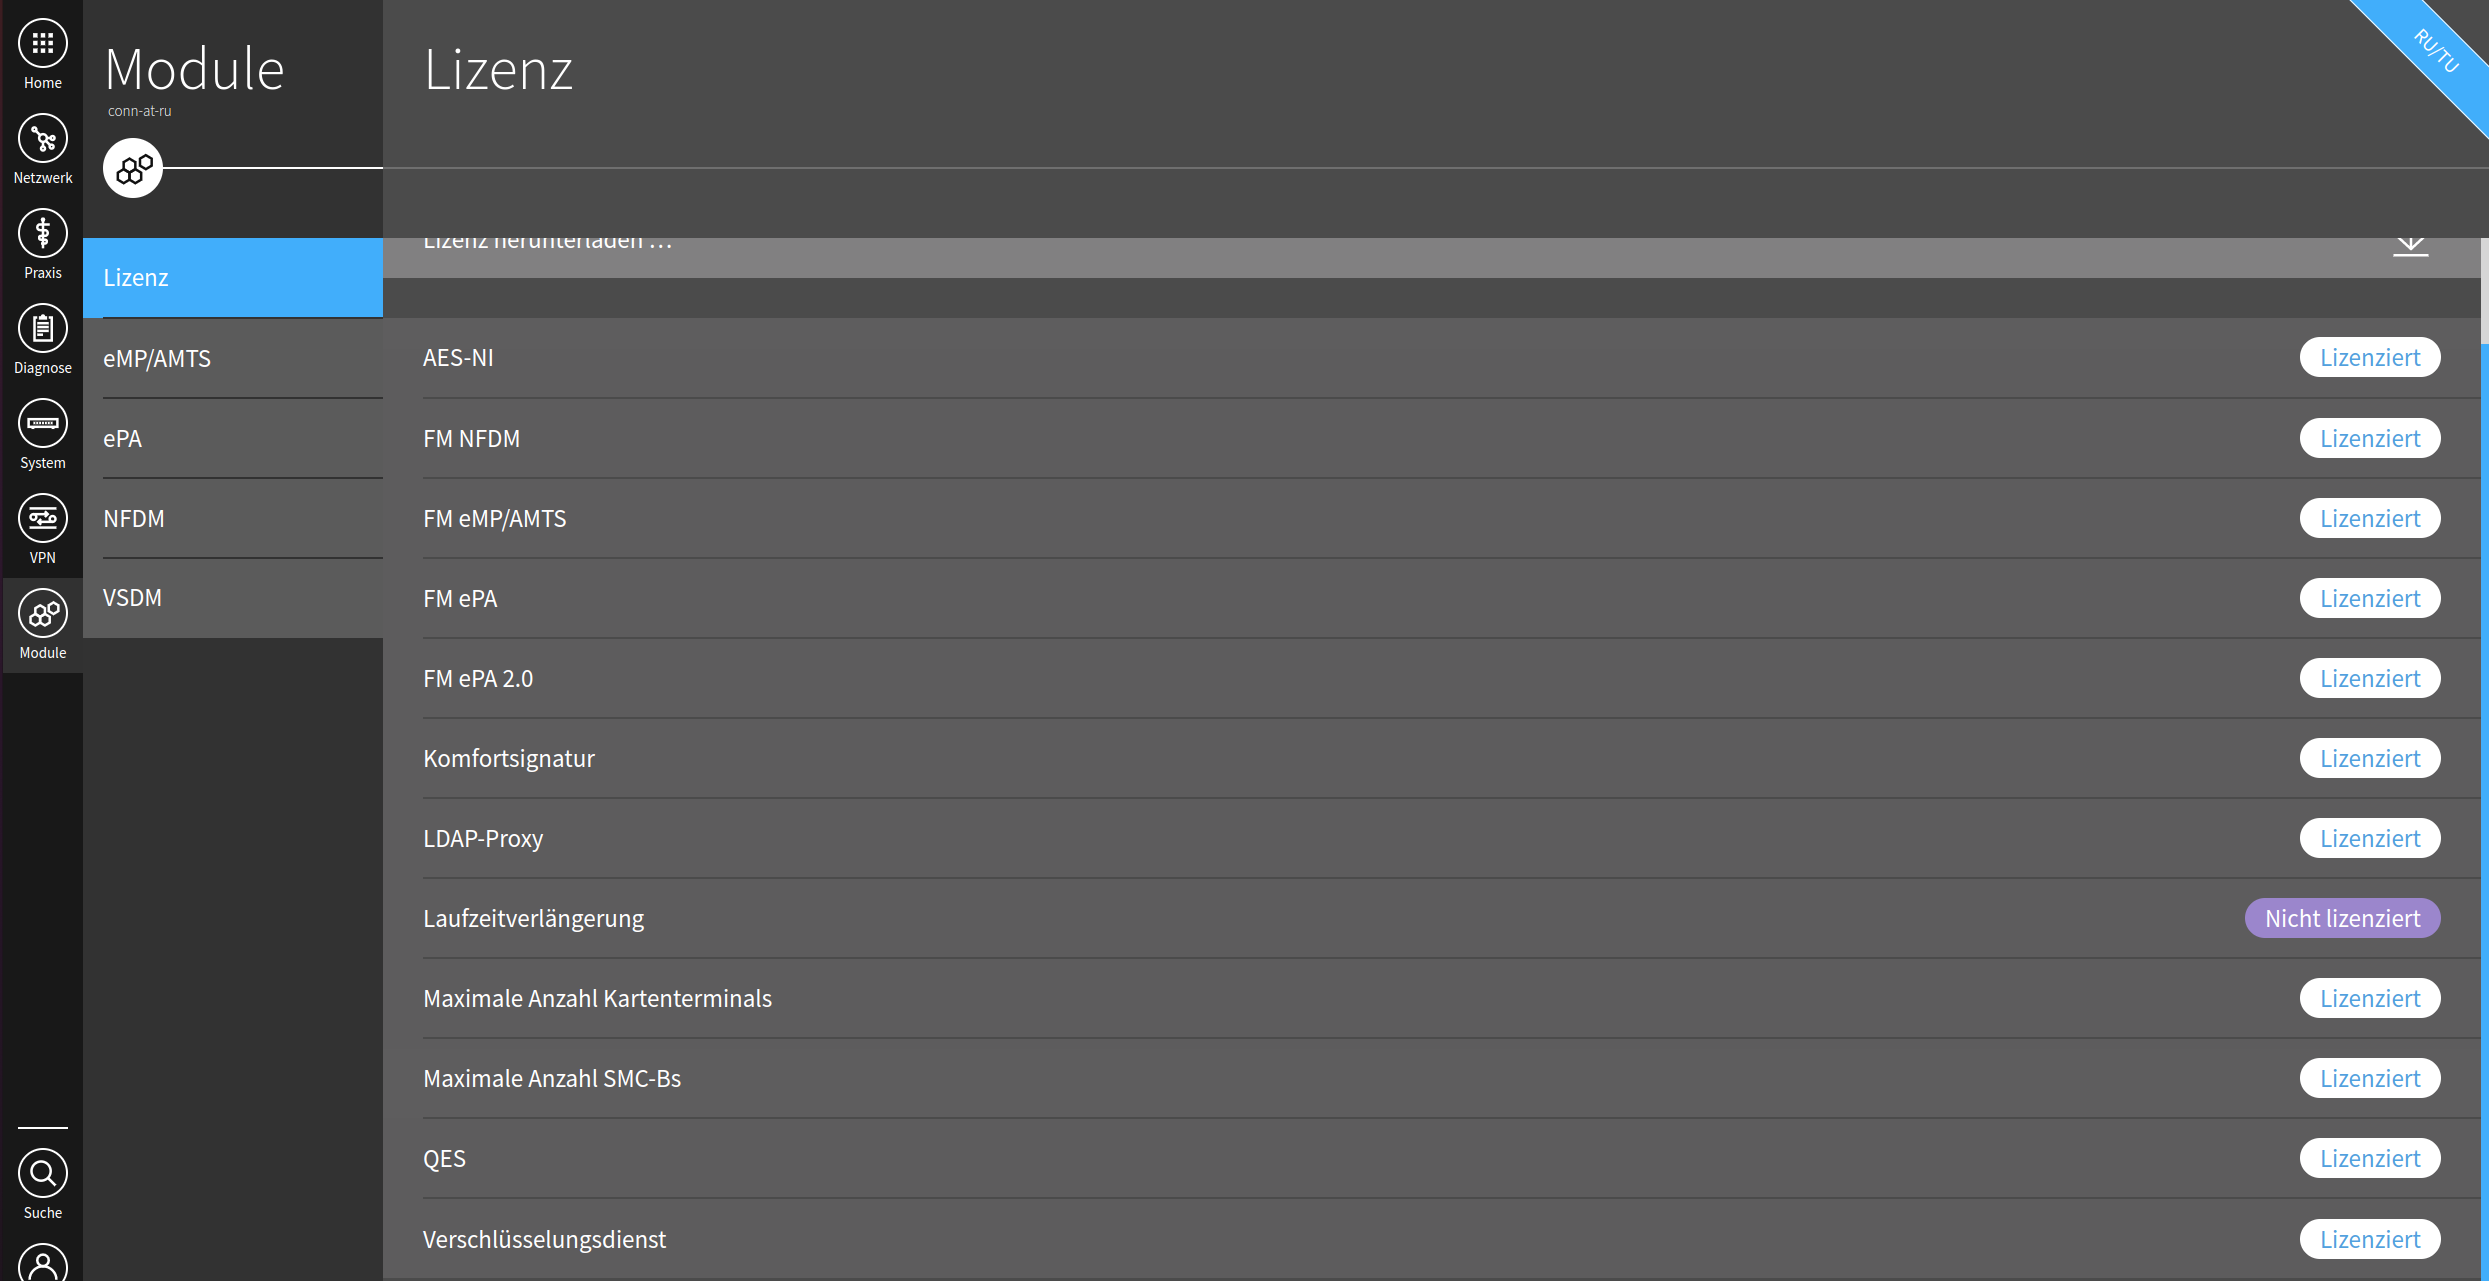 Home
Netzwerk
Praxis
Diagnose
System
VPN
Module
Suche
Module
conn-at-ru
Lizenz
eMP/AMTS
ePA
NFDM
VSDM
Lizenz
RU/TU
Lizenz herunterladen ...
AES-NI Lizenziert
FM NFDM Lizenziert
FM eMP/AMTS Lizenziert
FM ePA Lizenziert
FM ePA 2.0 Lizenziert
Komfortsignatur Lizenziert
LDAP-Proxy Lizenziert
Laufzeitverlängerung Nicht lizenziert
Maximale Anzahl Kartenterminals Lizenziert
Maximale Anzahl SMC-Bs Lizenziert
QES Lizenziert
Verschlüsselungsdienst Lizenziert